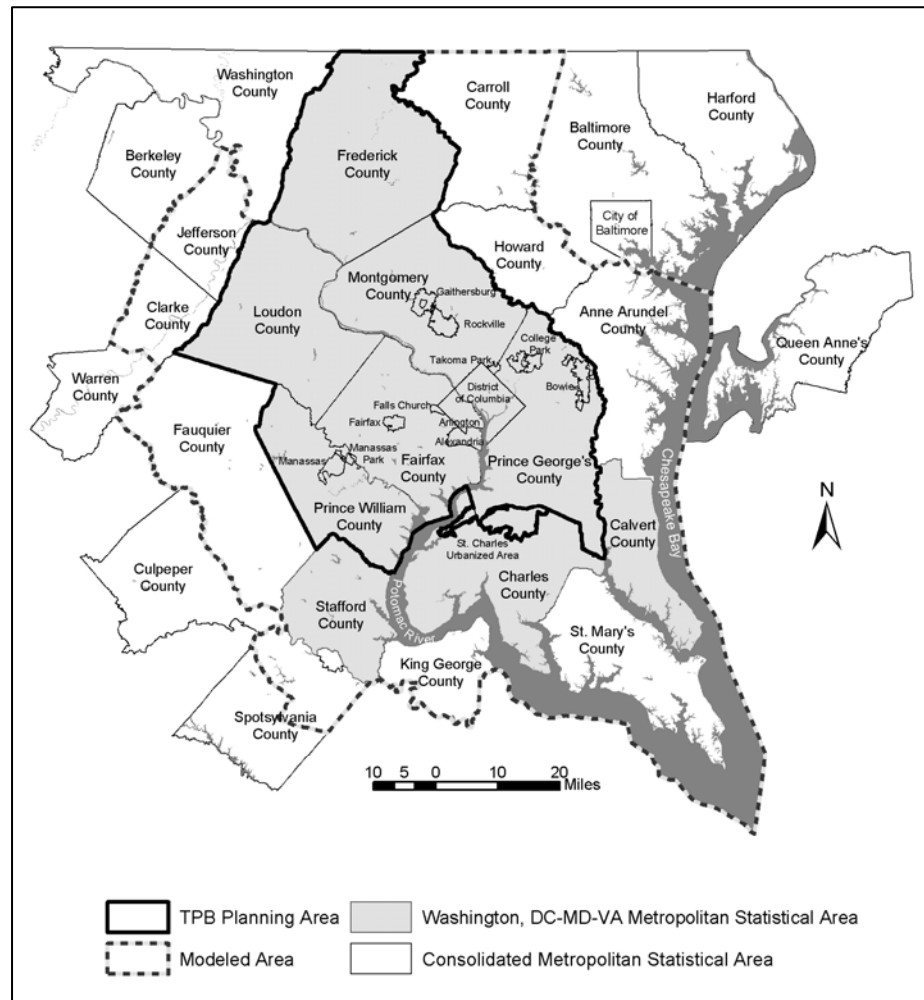 Washington
County
Carroll
County
Harford
County
Baltimore
County
Berkeley
County
Frederick
County
City of
Baltimore
Jefferson
County
Howard
County
Montgomery
County
Gaithersburg
Rockville
Clarke
County
Loudon
County
Anne Arundel
County
Queen Anne's
County
Takoma Park
College
Park
Bowie
Warren
County
District
of Columbia
Falls Church
Fairfax
Arlington
Alexandria
Fauquier
County
Manassas
Manassas
Park
Fairfax
County
Prince George's
County
Chesapeake Bay
N
Prince William
County
St. Charles
Urbanized Area
Calvert
County
Culpeper
County
Charles
County
Stafford
County
Potomac River
St. Mary's
County
King George
County
Spotsylvania
County
10 5 0 10 20
Miles
TPB Planning Area
Washington, DC-MD-VA Metropolitan Statistical Area
Modeled Area
Consolidated Metropolitan Statistical Area